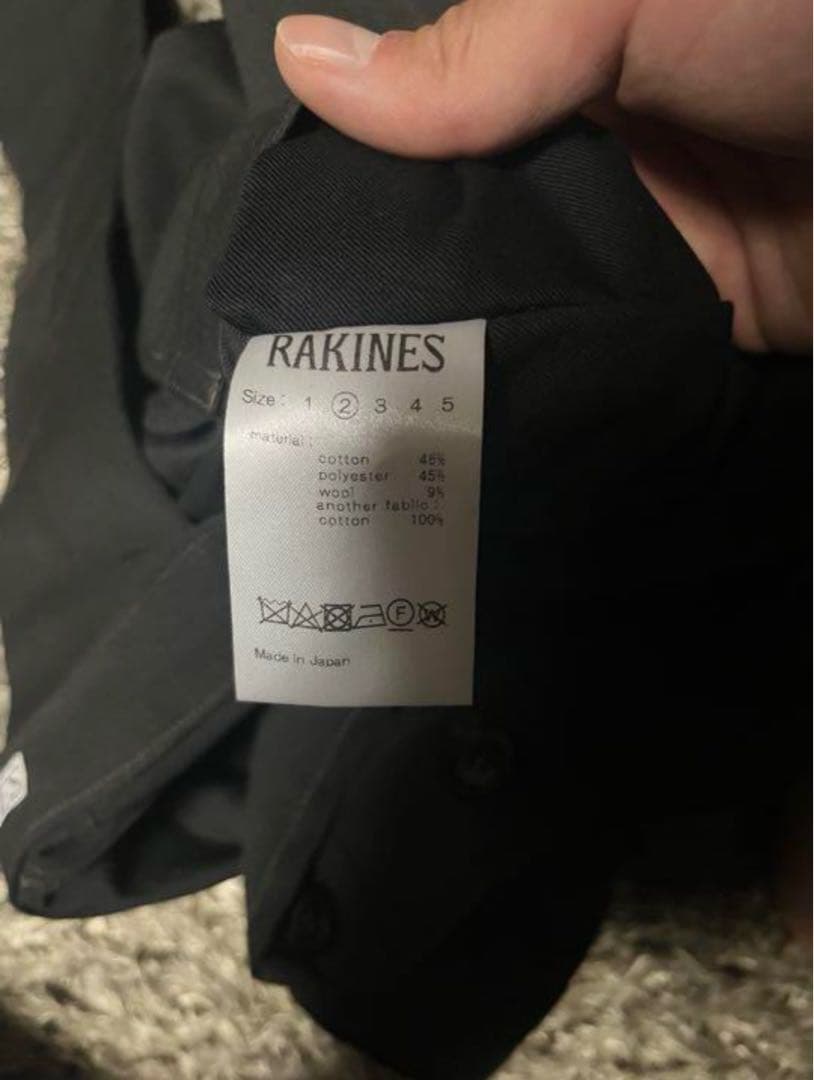 RAKINES
Size: 1 ② 3 4 5
material:
cotton 46%
polyester 45%
wool 9%
another fablic:
cotton 100%
F W
Made in Japan